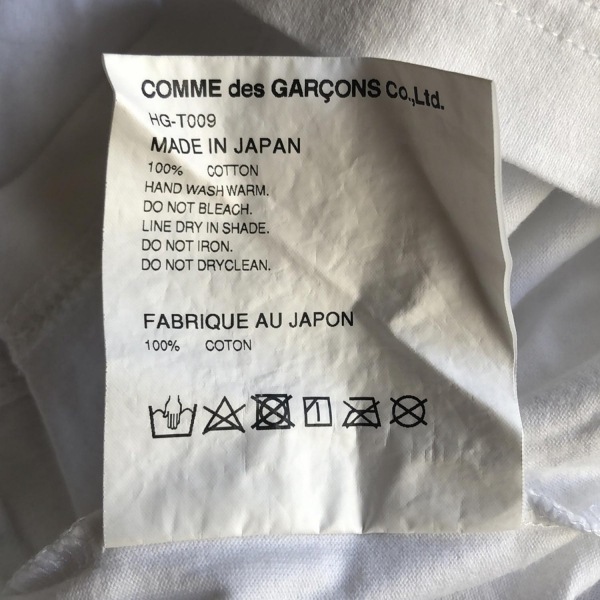 COMME des GARÇONS Co.,Ltd.
HG-T009
MADE IN JAPAN
100% COTTON
HAND WASH WARM.
DO NOT BLEACH.
LINE DRY IN SHADE.
DO NOT IRON.
DO NOT DRYCLEAN.
FABRIQUE AU JAPON
100% COTON